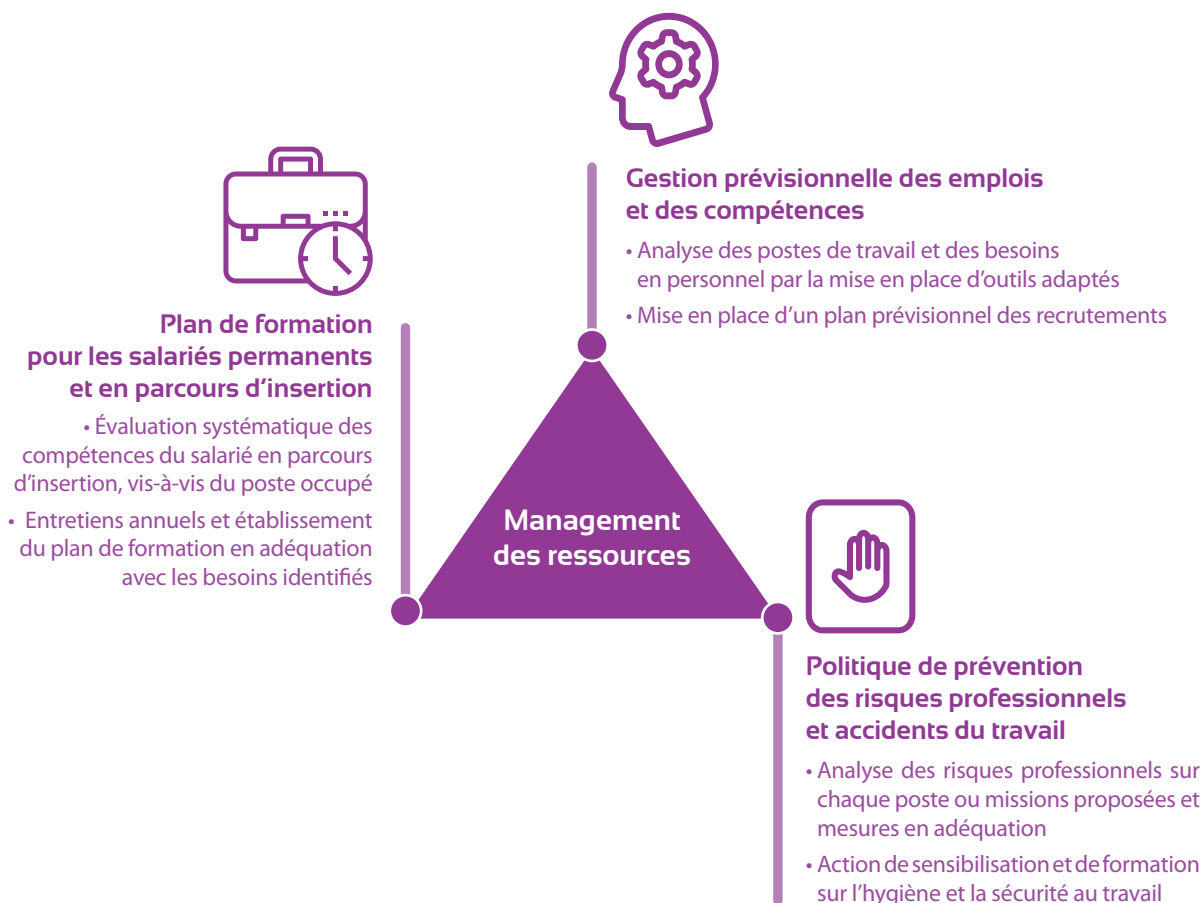 Gestion prévisionnelle des emplois
et des compétences
• Analyse des postes de travail et des besoins
en personnel par la mise en place d'outils adaptés
• Mise en place d'un plan prévisionnel des recrutements
Plan de formation
pour les salariés permanents
et en parcours d'insertion
• Évaluation systématique des
compétences du salarié en parcours
d'insertion, vis-à-vis du poste occupé
• Entretiens annuels et établissement
du plan de formation en adéquation
avec les besoins identifiés
Management
des ressources
Politique de prévention
des risques professionnels
et accidents du travail
• Analyse des risques professionnels sur
chaque poste ou missions proposées et
mesures en adéquation
• Action de sensibilisation et de formation
sur l'hygiène et la sécurité au travail